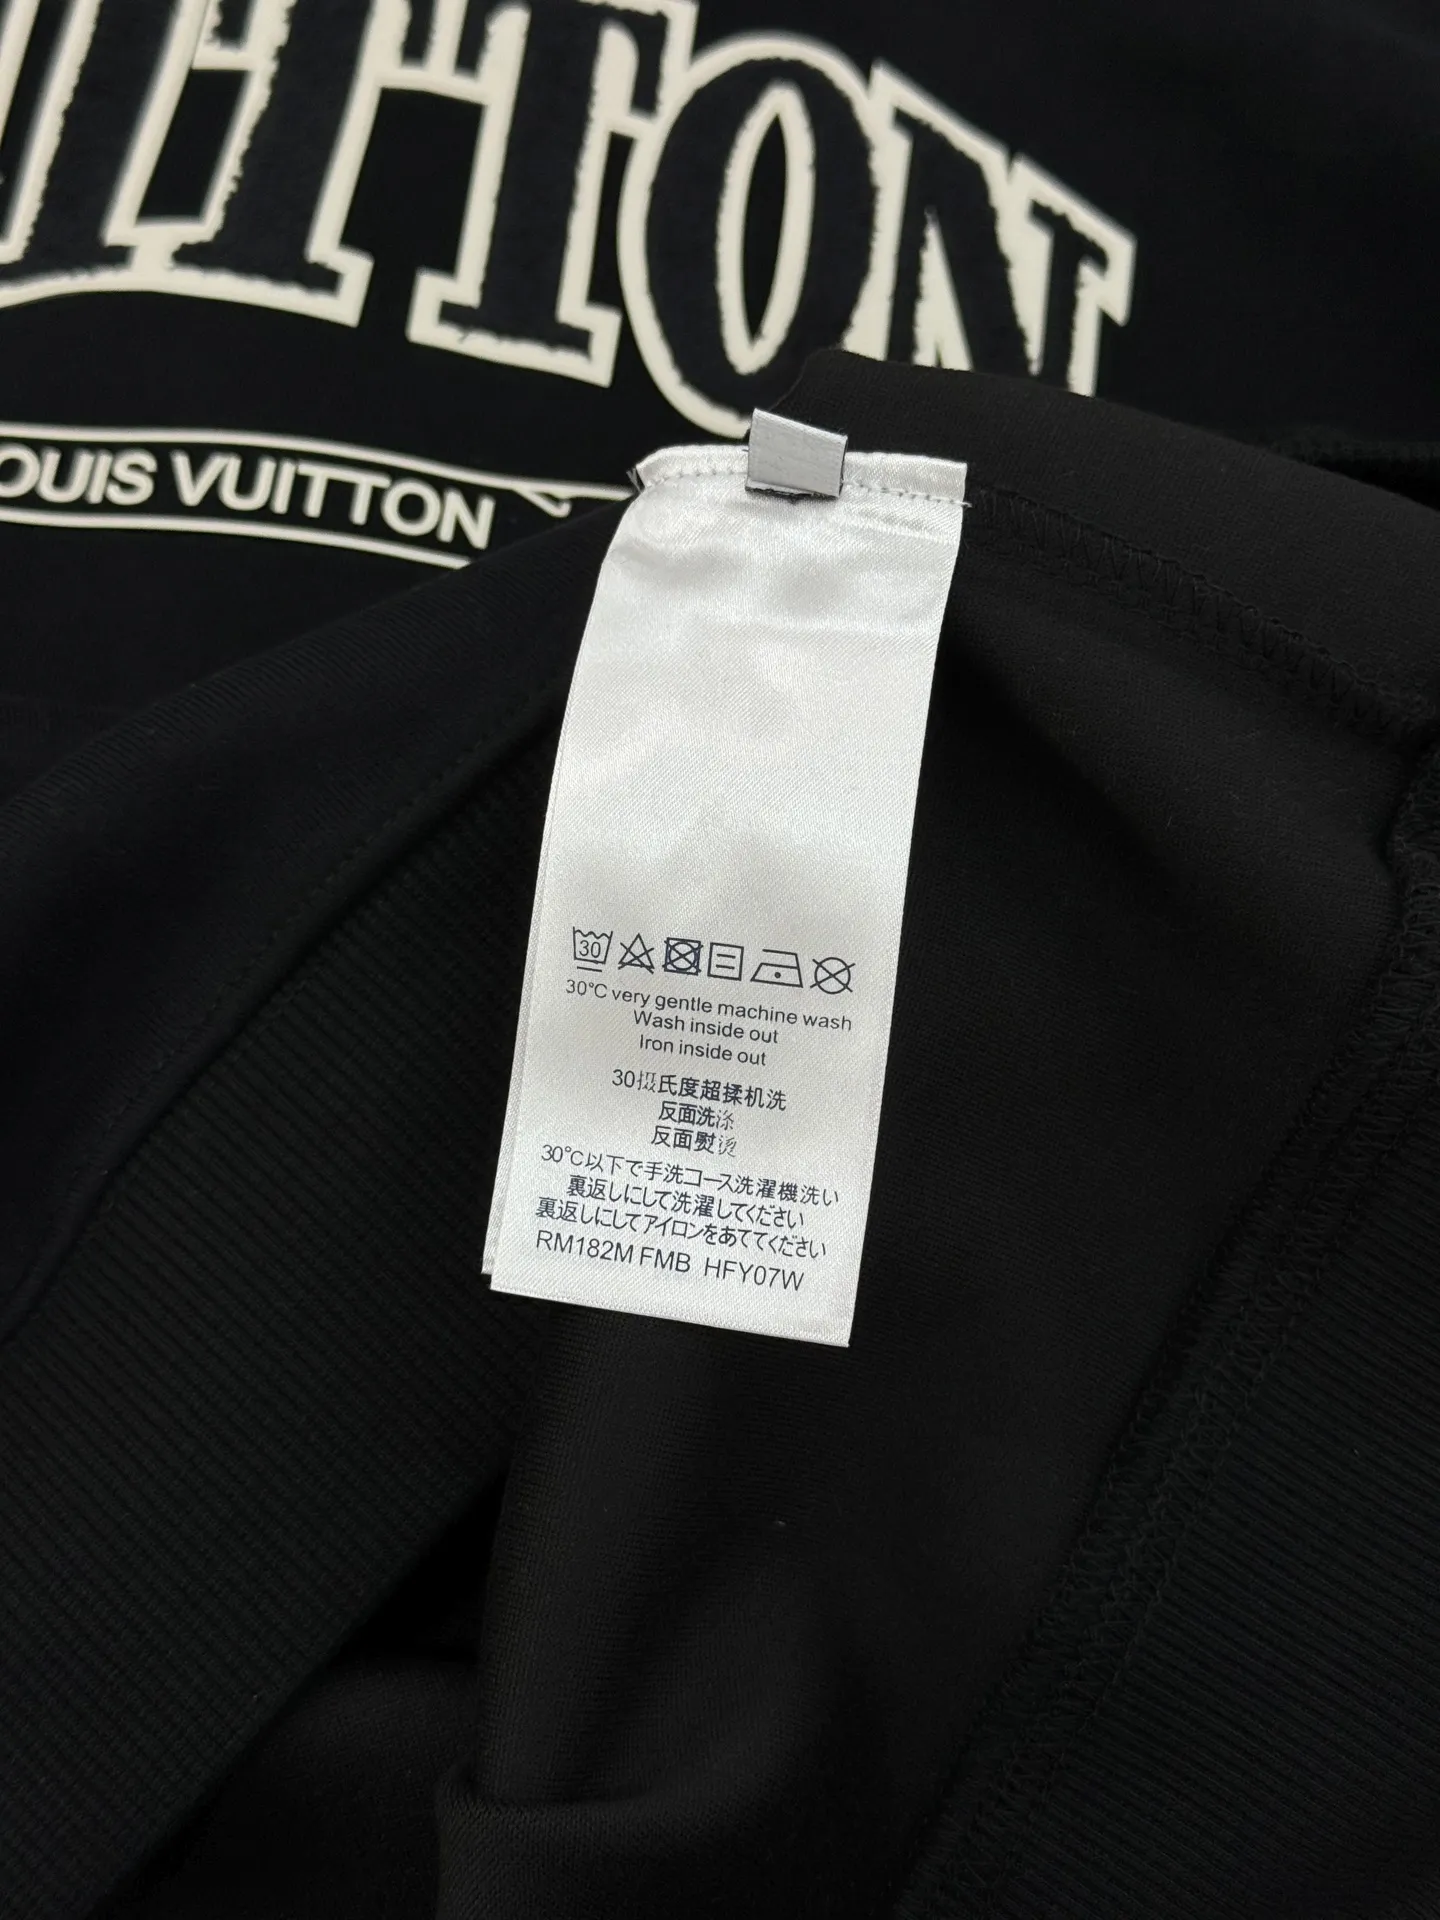 TTON
OUIS VUITTON
30
30°C very gentle machine wash
Wash inside out
Iron inside out
30摄氏度超揉机洗
反面洗涤
反面熨烫
30°C以下で手洗コース洗濯機洗い
裏返しにして洗濯してください
裏返しにしてアイロンをあててください
RM182M FMB HFY07W